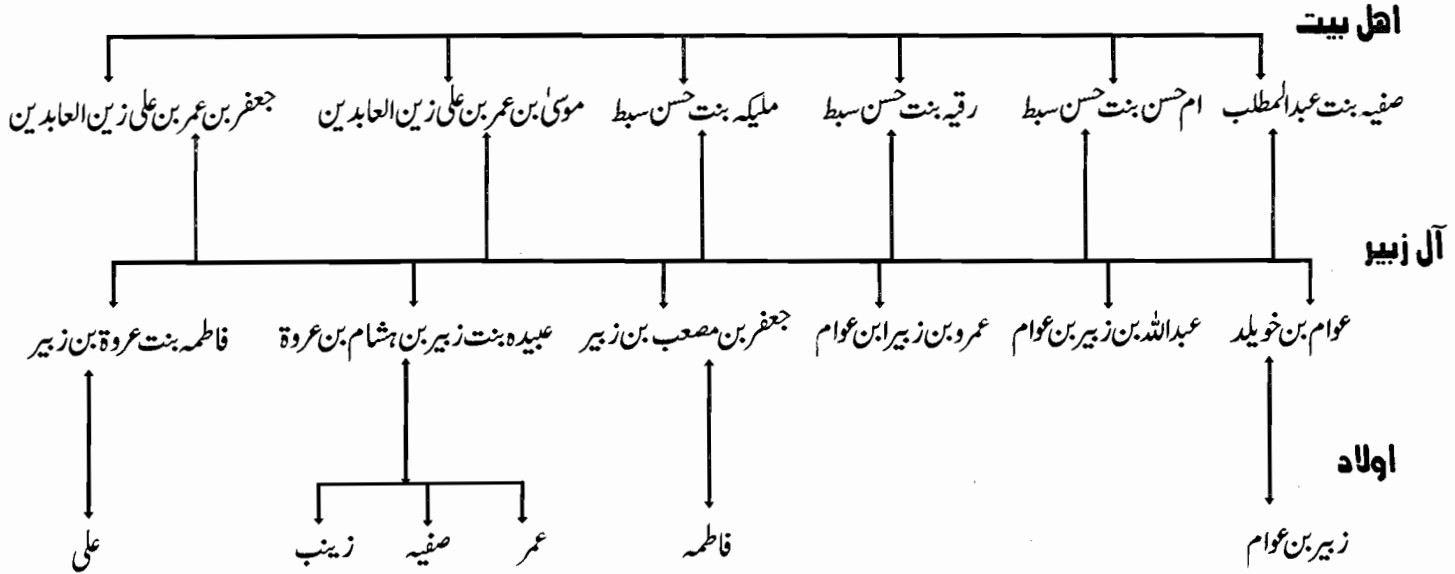 اهل بیت
صفیہ بنت عبدالمطلب ام حسن بنت حسن سبط رقیہ بنت حسن سبط ملیکہ بنت حسن سبط موسیٰ بن عمر بن علی زین العابدین جعفر بن عمر بن علی زین العابدین
آل زبیر
عوام بن خویلد عبداللہ بن زبیر بن عوام عمرو بن زبیر ابن عوام جعفر بن مصعب بن زبیر عبیدہ بنت زبیر بن ہشام بن عروۃ فاطمہ بنت عروۃ بن زبیر
اولاد
زبیر بن عوام فاطمہ عمر صفیہ زینب علی